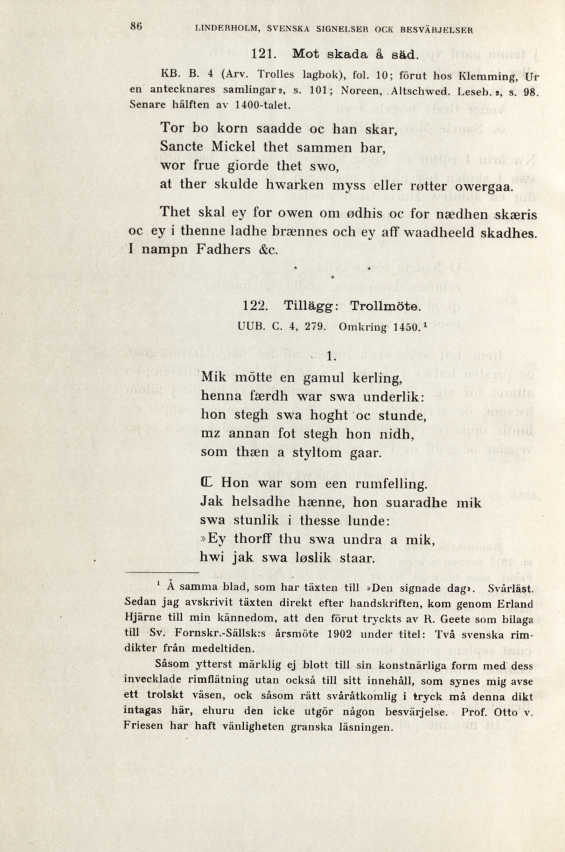 86 LINDERHOLM, SVENSKA SIGNELSER OCK BESVÄRJELSER
121. Mot skada å säd.
KB. B. 4 (Arv. Trolles lagbok), fol. 10; förut hos Klemming, Ur
en antecknares samlingar², s. 101; Noreen, Altschwed. Leseb.², s. 98.
Senare hälften av 1400-talet.
Tor bo korn saadde oc han skar,
Sancte Mickel thet sammen bar,
wor frue giorde thet swo,
at ther skulde hwarken myss eller røtter owergaa.
Thet skal ey for owen om ødhis oc for nædhen skæris
oc ey i thenne ladhe brænnes och ey aff waadheeld skadhes.
I nampn Fadhers &c.
* *
*
122. Tillägg: Trollmöte.
UUB. C. 4, 279. Omkring 1450.¹
1.
Mik mötte en gamul kerling,
henna færdh war swa underlik:
hon stegh swa hoght oc stunde,
mz annan fot stegh hon nidh,
som thæn a styltom gaar.
⁋ Hon war som een rumfelling.
Jak helsadhe hænne, hon suaradhe mik
swa stunlik i thesse lunde:
»Ey thorff thu swa undra a mik,
hwi jak swa løslik staar.
¹ Å samma blad, som har täxten till »Den signade dag». Svårläst.
Sedan jag avskrivit täxten direkt efter handskriften, kom genom Erland
Hjärne till min kännedom, att den förut tryckts av R. Geete som bilaga
till Sv. Fornskr.-Sällsk:s årsmöte 1902 under titel: Två svenska rim-
dikter från medeltiden.
Såsom ytterst märklig ej blott till sin konstnärliga form med dess
invecklade rimflätning utan också till sitt innehåll, som synes mig avse
ett trolskt väsen, ock såsom rätt svåråtkomlig i tryck må denna dikt
intagas här, ehuru den icke utgör någon besvärjelse. Prof. Otto v.
Friesen har haft vänligheten granska läsningen.